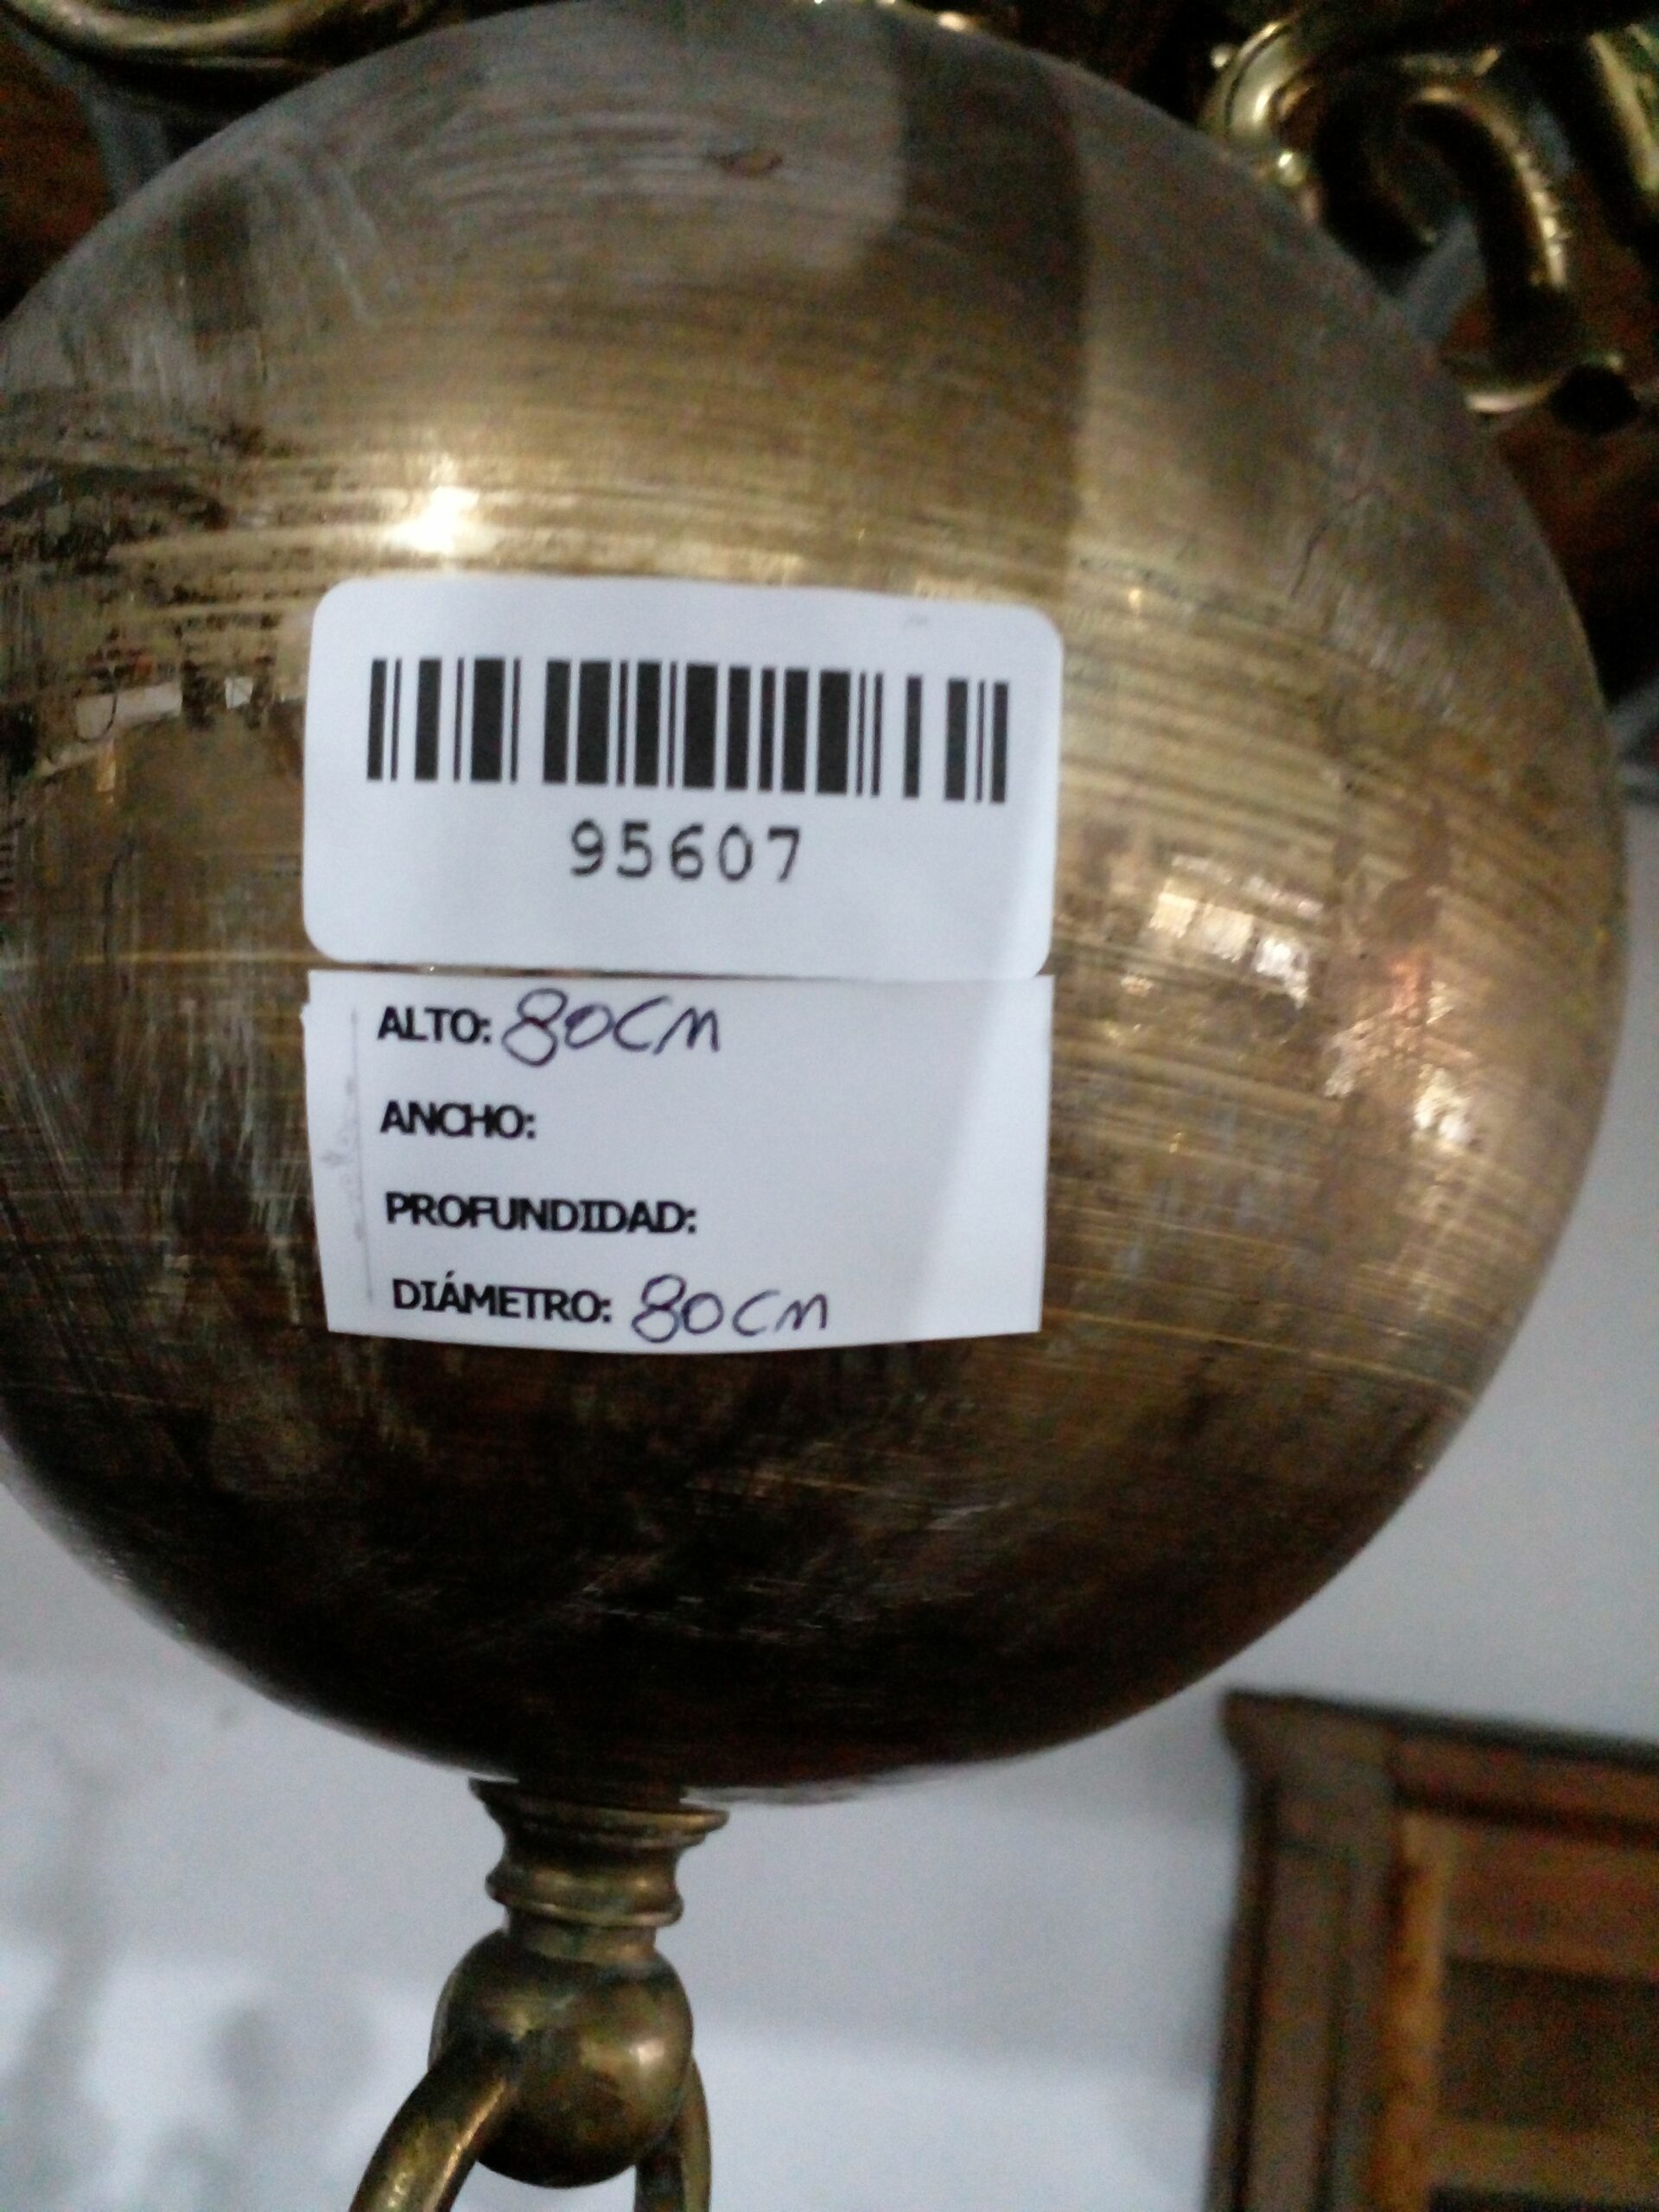 95607
ALTO: 80CM
ANCHO:
PROFUNDIDAD:
DIÁMETRO: 80CM